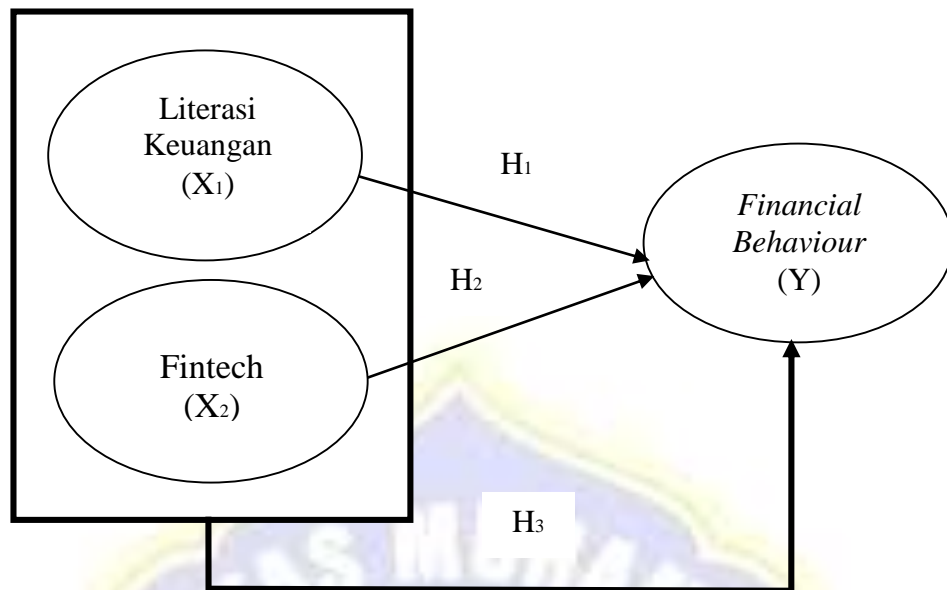 Literasi
Keuangan
(X1)
H1
Financial
Behaviour
(Y)
H2
Fintech
(X2)
H3